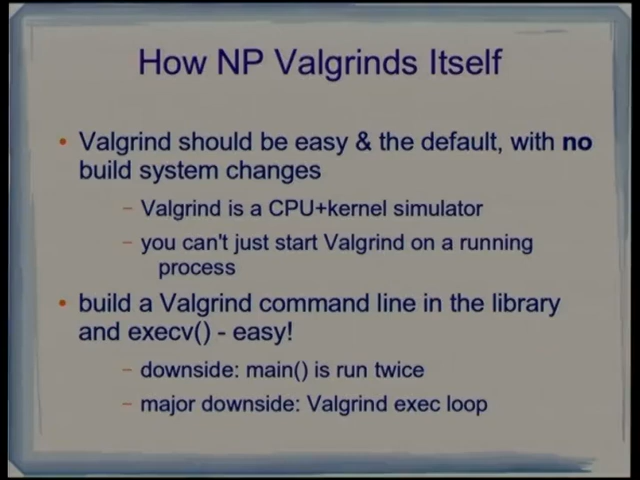 How NP Valgrinds Itself
• Valgrind should be easy & the default, with no
build system changes
– Valgrind is a CPU+kernel simulator
– you can't just start Valgrind on a running
process
• build a Valgrind command line in the library
and execv() - easy!
– downside: main() is run twice
– major downside: Valgrind exec loop